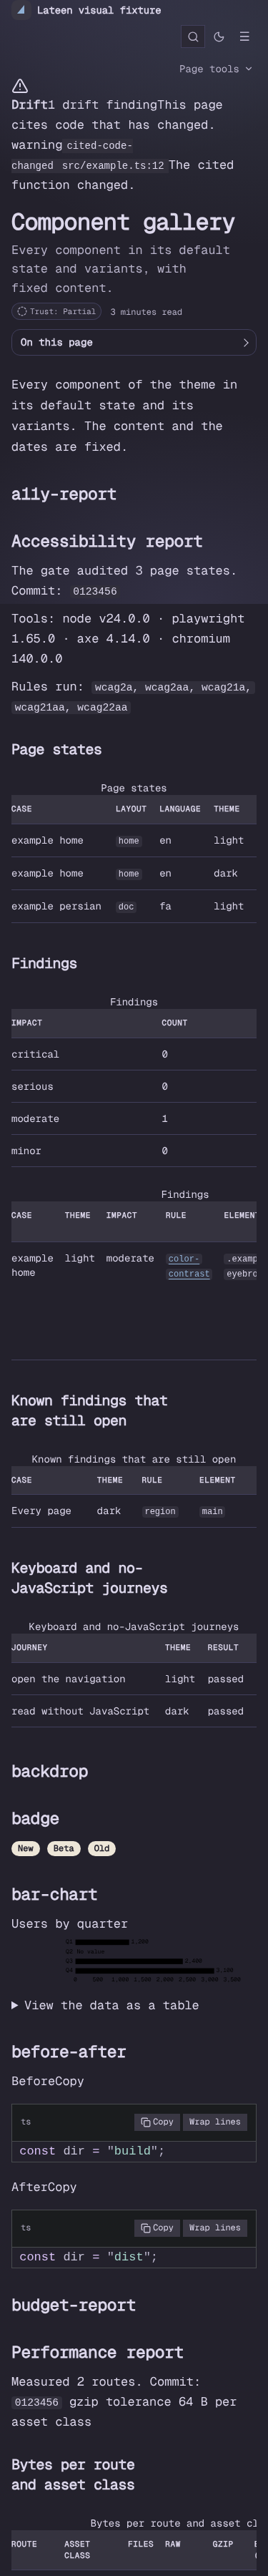 Lateen visual fixture
Page tools
Drift1 drift findingThis page
cites code that has changed.
warning cited-code-
changed src/example.ts:12 The cited
function changed.
Component gallery
Every component in its default
state and variants, with
fixed content.
Trust: Partial 3 minutes read
On this page
Every component of the theme in
its default state and its
variants. The content and the
dates are fixed.
a11y-report
Accessibility report
The gate audited 3 page states.
Commit: 0123456
Tools: node v24.0.0 · playwright
1.65.0 · axe 4.14.0 · chromium
140.0.0
Rules run: wcag2a, wcag2aa, wcag21a,
wcag21aa, wcag22aa
Page states
Page states
CASE LAYOUT LANGUAGE THEME
example home home en light
example home home en dark
example persian doc fa light
Findings
Findings
IMPACT COUNT
critical 0
serious 0
moderate 1
minor 0
Findings
CASE THEME IMPACT RULE ELEMENT
example light moderate color- .examp
home contrast eyebro
Known findings that
are still open
Known findings that are still open
CASE THEME RULE ELEMENT
Every page dark region main
Keyboard and no-
JavaScript journeys
Keyboard and no-JavaScript journeys
JOURNEY THEME RESULT
open the navigation light passed
read without JavaScript dark passed
backdrop
badge
New Beta Old
bar-chart
Users by quarter
View the data as a table
before-after
BeforeCopy
ts Copy Wrap lines
const dir = "build";
AfterCopy
ts Copy Wrap lines
const dir = "dist";
budget-report
Performance report
Measured 2 routes. Commit:
0123456 gzip tolerance 64 B per
asset class
Bytes per route
and asset class
Bytes per route and asset cl
ROUTE ASSET FILES RAW GZIP
CLASS